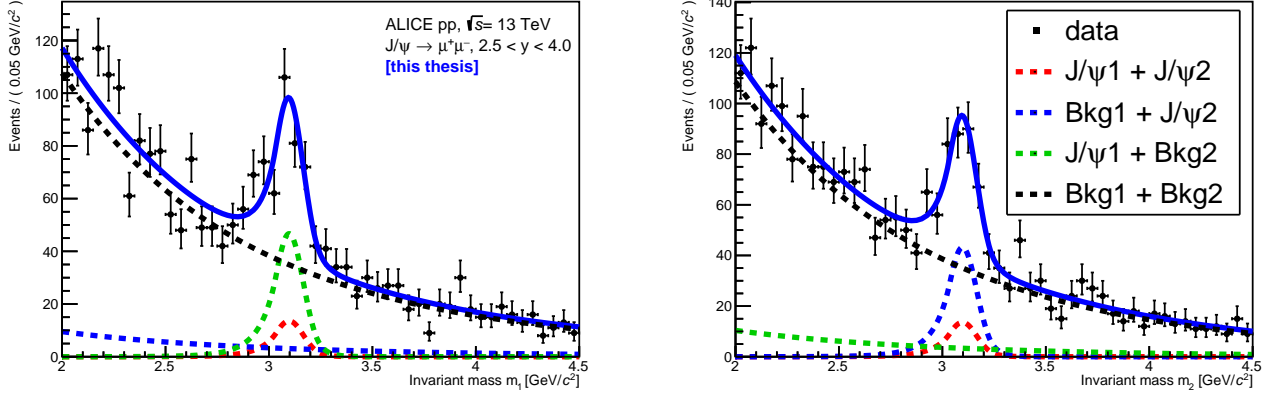 Events / ( 0.05 GeV/c²)
120
100
80
60
40
20
0
ALICE pp, √s= 13 TeV
J/ψ → μ⁺μ⁻, 2.5 < y < 4.0
[this thesis]
2 2.5 3 3.5 4 4.5
Invariant mass m₁ [GeV/c²]
Events / ( 0.05 GeV/c²)
140
120
100
80
60
40
20
0
data
J/ψ1 + J/ψ2
Bkg1 + J/ψ2
J/ψ1 + Bkg2
Bkg1 + Bkg2
2 2.5 3 3.5 4 4.5
Invariant mass m₂ [GeV/c²]